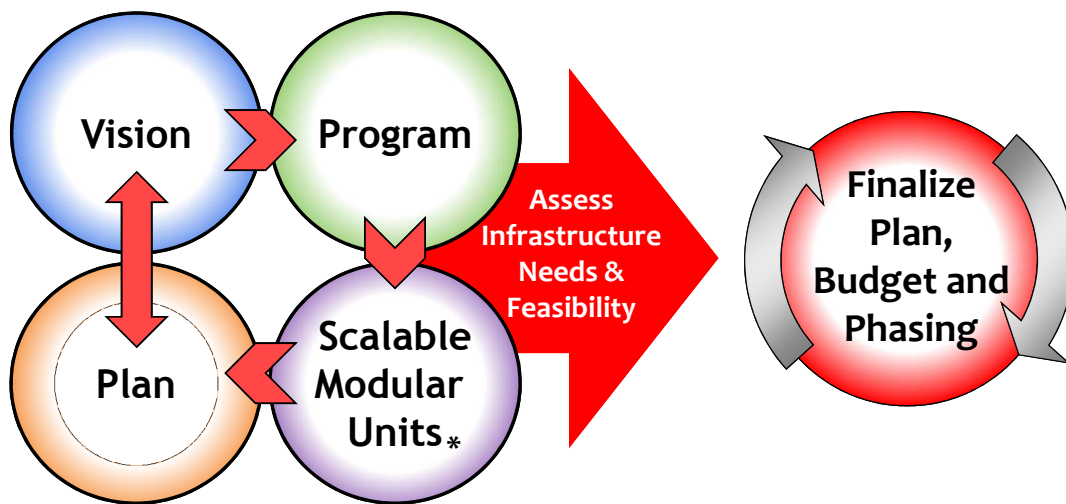 Vision
Program
Assess
Infrastructure
Needs &
Feasibility
Finalize
Plan,
Budget and
Phasing
Plan
Scalable
Modular
Units*